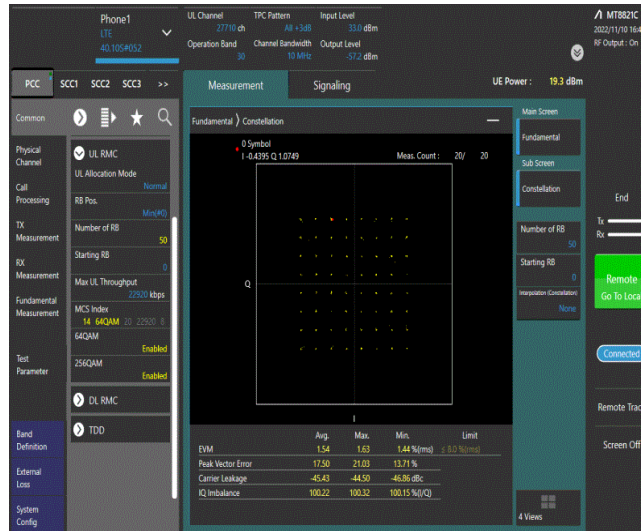 Phone1
LTE
40.105#052
UL Channel TPC Pattern Input Level
27710 ch Alt +3dB 33.0 dBm
Operation Band Channel Bandwidth Output Level
30 10 MHz -57.2 dBm
MT8821C
2022/11/10 16:4
RF Output : On
PCC SCC1 SCC2 SCC3 >>
Measurement Signaling UE Power : 19.3 dBm
Common
Physical
Channel
Call
Processing
TX
Measurement
RX
Measurement
Fundamental
Measurement
Test
Parameter
Band
Definition
External
Loss
System
Config
UL RMC
UL Allocation Mode
Normal
RB Pos.
Min(#0)
Number of RB
50
Starting RB
0
Max UL Throughput
22920 kbps
MCS Index
14 64QAM 20 22920 6
64QAM
Enabled
256QAM
Enabled
DL RMC
TDD
Fundamental ⟩ Constellation
0 Symbol
I -0.4395 Q 1.0749 Meas. Count : 20/ 20
Q
I
Avg. Max. Min. Limit
EVM 1.54 1.63 1.44 %(rms) ≤ 8.0 %(rms)
Peak Vector Error 17.50 21.03 13.71 %
Carrier Leakage -45.43 -44.50 -46.86 dBc
IQ Imbalance 100.22 100.32 100.15 %(I/Q)
Main Screen
Fundamental
Sub Screen
Constellation
Number of RB
50
Starting RB
0
Interpolation (Constellation)
None
4 Views
End
Tx
Rx
Remote
Go To Loca
Connected
Remote Trac
Screen Off